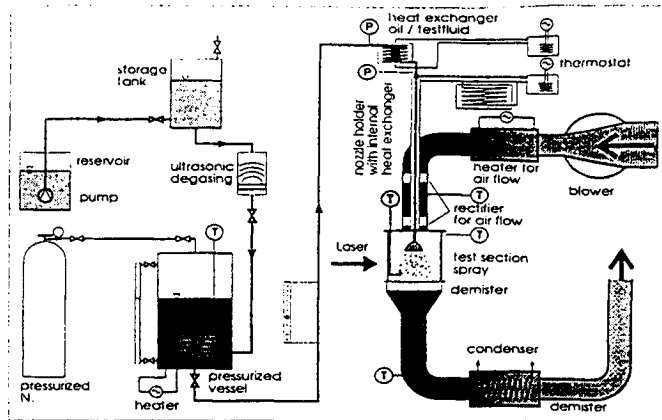 heat exchanger
oil / testfluid
P
P
storage
tank
thermostat
nozzle holder
with internal
heat exchanger
reservoir
ultrasonic
degasing
pump
heater for
air flow
blower
T
T
rectifier
for air flow
T
T
Laser
test section
spray
demister
condenser
T
pressurized
N.
pressurized
vessel
heater
demister